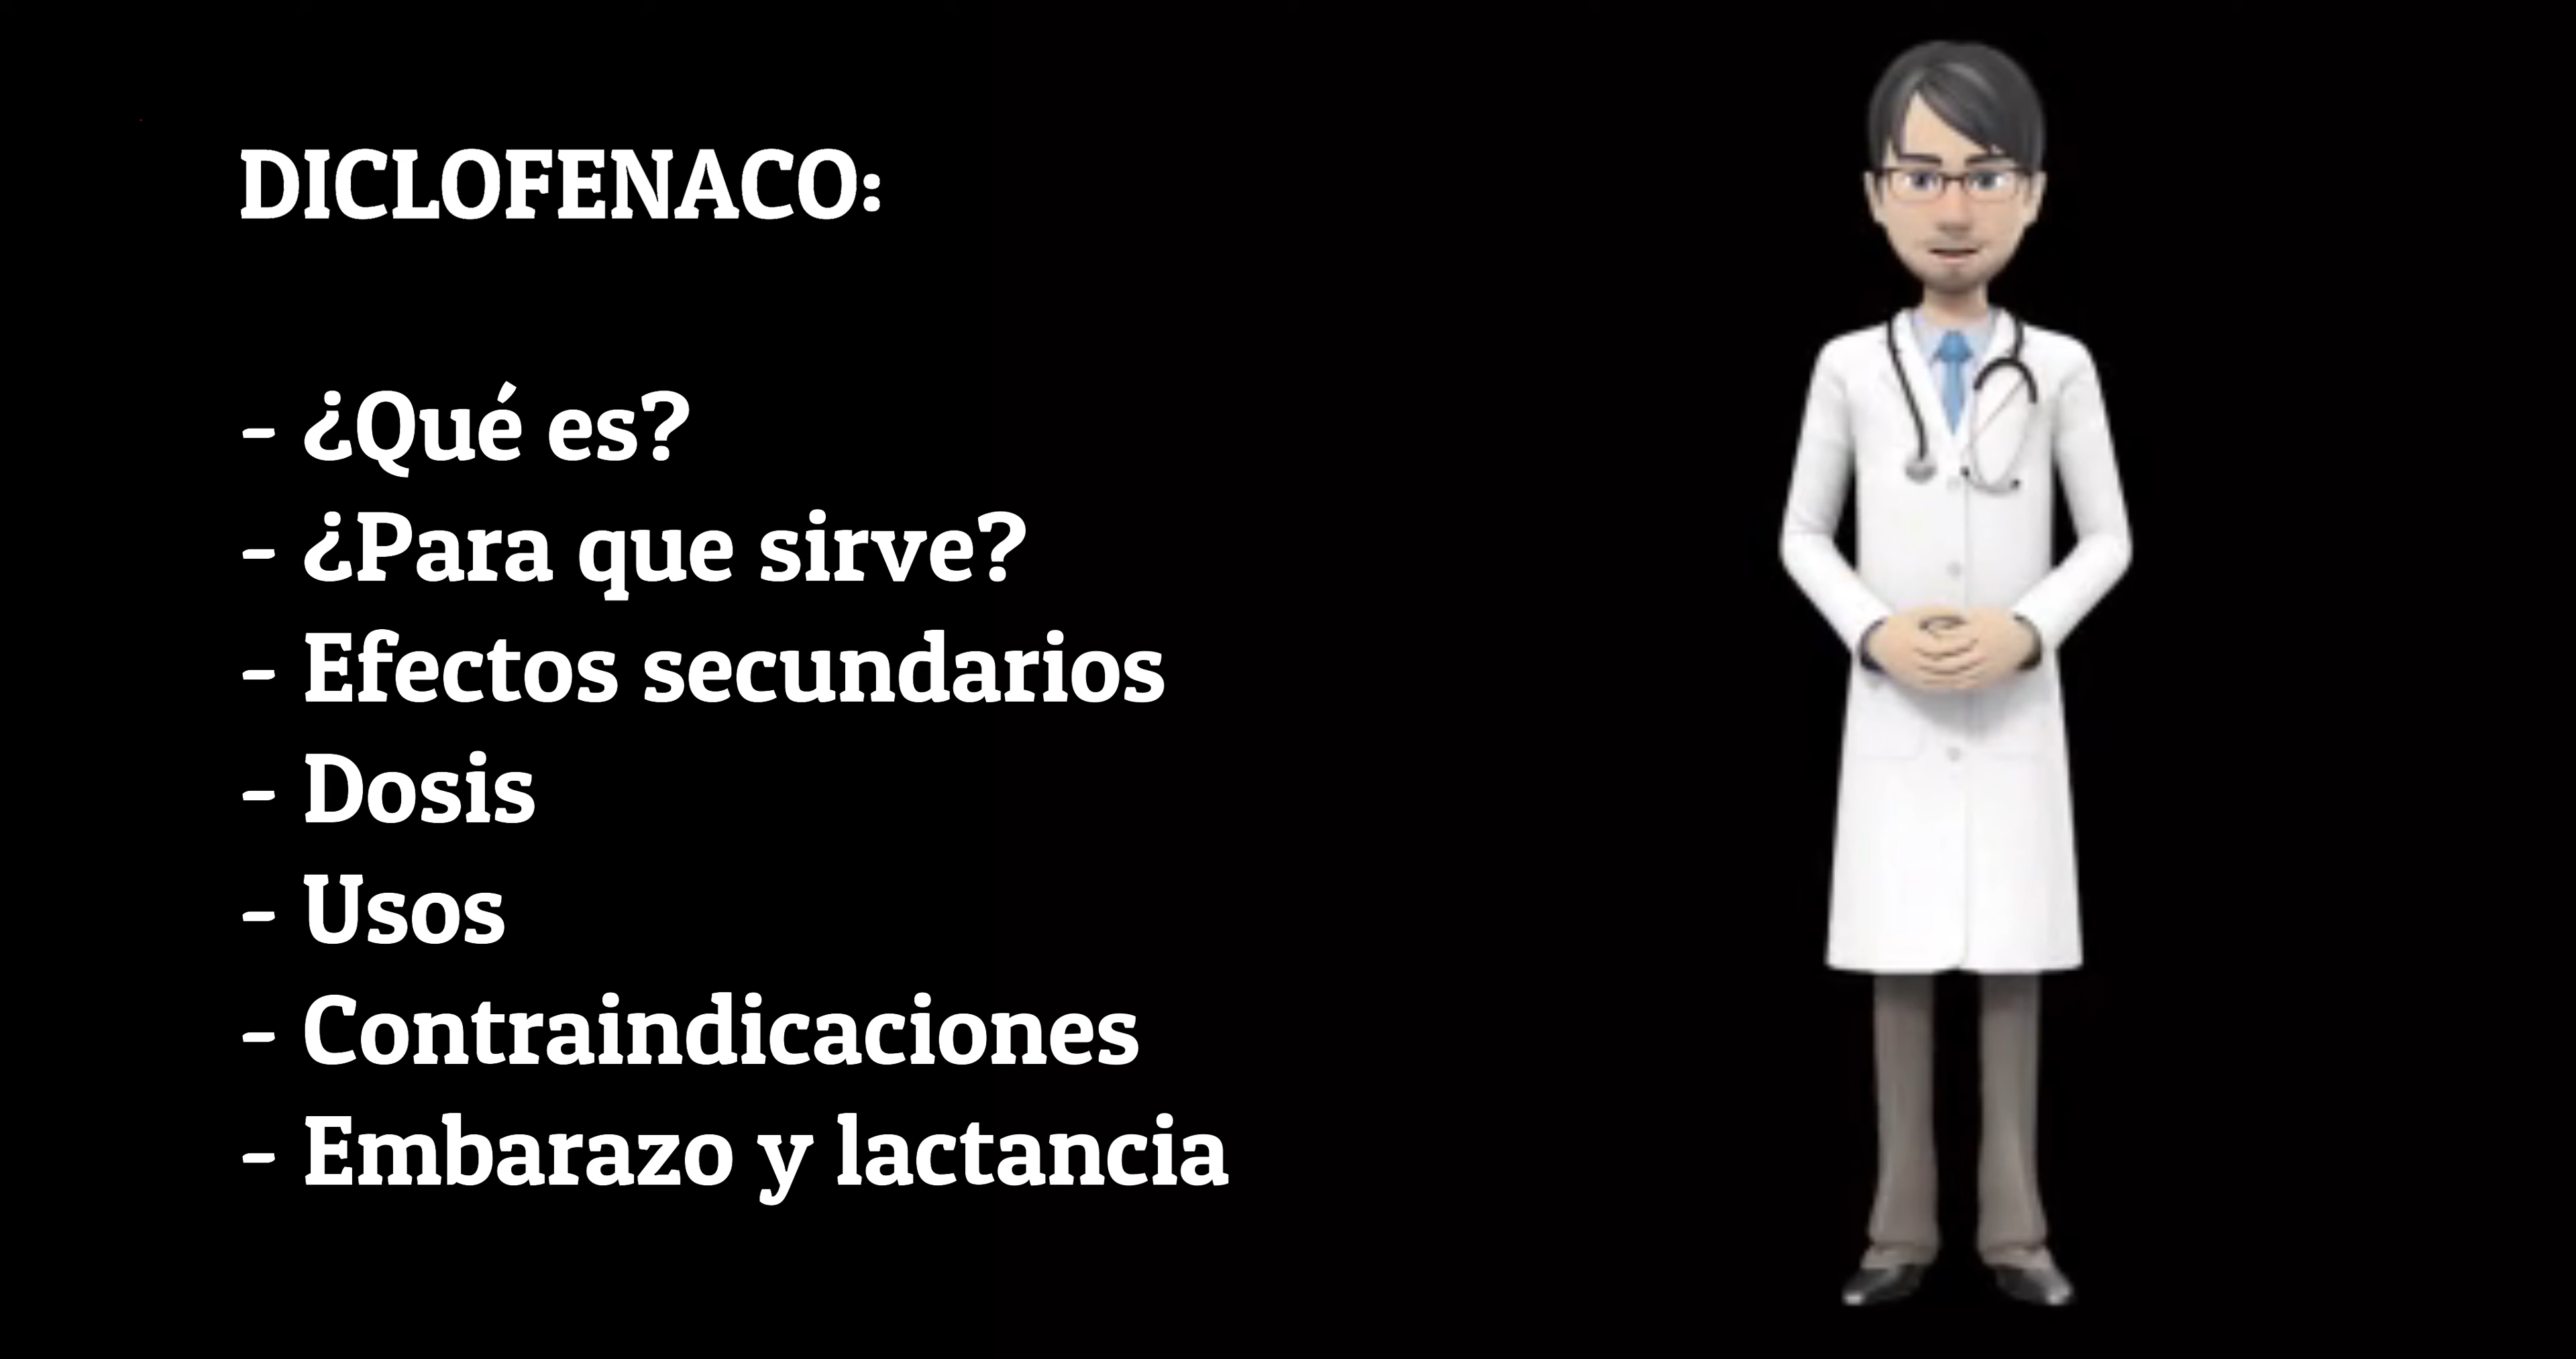 DICLOFENACO:
- ¿Qué es?
- ¿Para que sirve?
- Efectos secundarios
- Dosis
- Usos
- Contraindicaciones
- Embarazo y lactancia